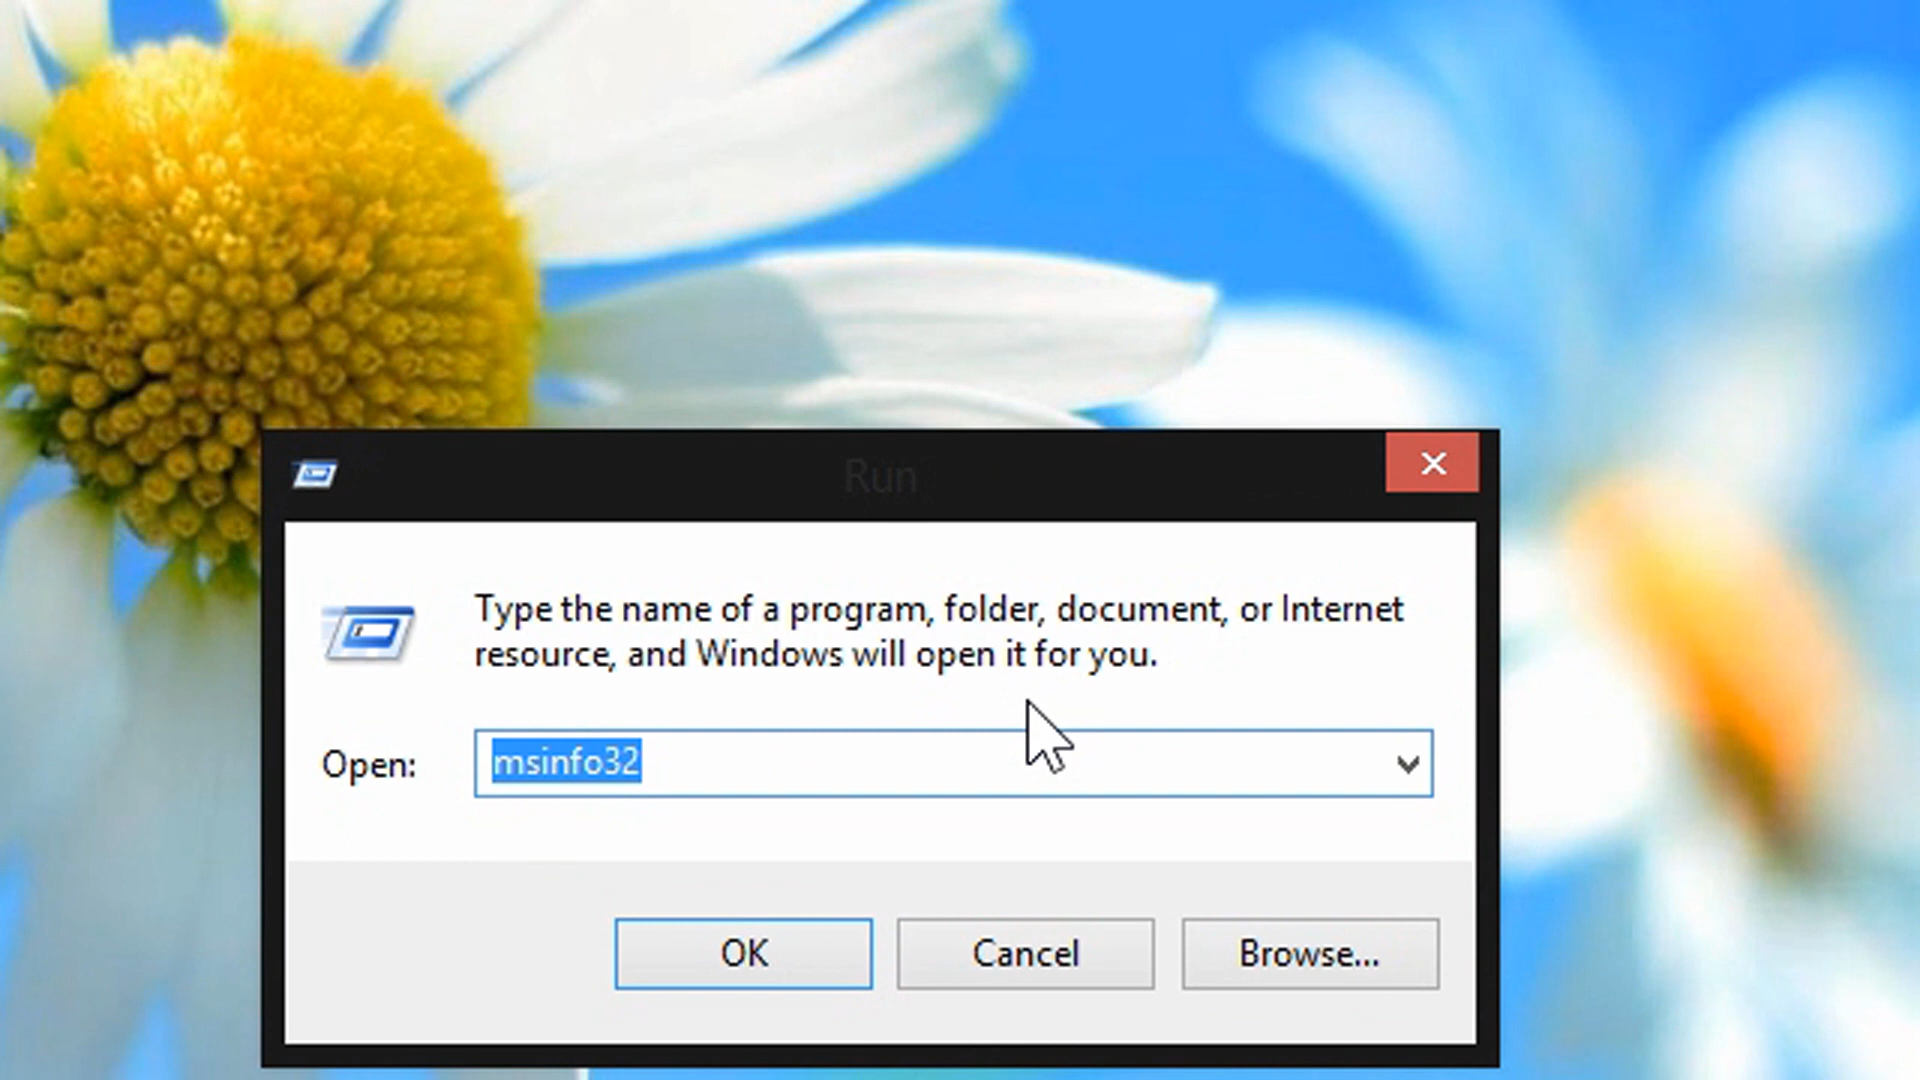 Run
Type the name of a program, folder, document, or Internet
resource, and Windows will open it for you.
Open: msinfo32
OK Cancel Browse...